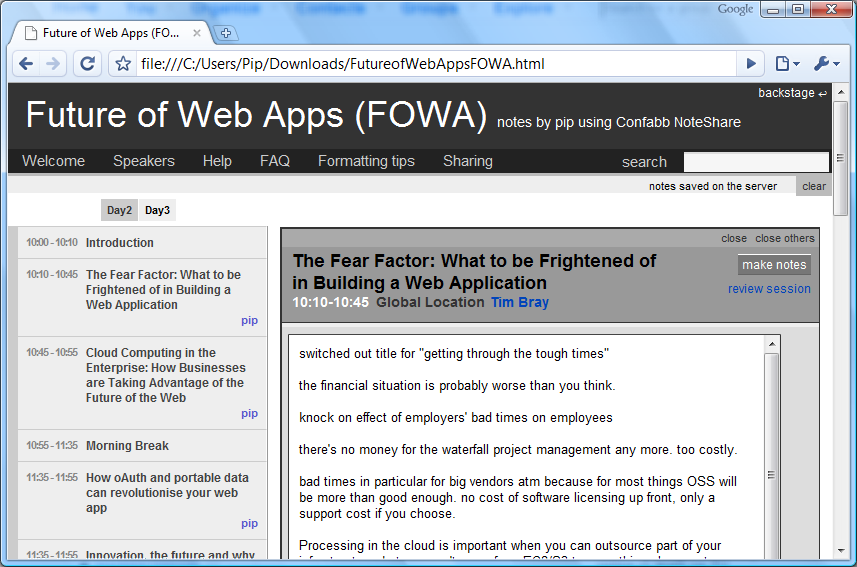 Home You Organize Contacts Groups Explore
Google
Future of Web Apps (FO...
file:///C:/Users/Pip/Downloads/FutureofWebAppsFOWA.html
backstage ↩
Future of Web Apps (FOWA) notes by pip using Confabb NoteShare
Welcome Speakers Help FAQ Formatting tips Sharing search
notes saved on the server clear
Day2 Day3
10:00 - 10:10 Introduction
10:10 - 10:45 The Fear Factor: What to be
Frightened of in Building a
Web Application
pip
10:45 - 10:55 Cloud Computing in the
Enterprise: How Businesses
are Taking Advantage of the
Future of the Web
pip
10:55 - 11:35 Morning Break
11:35 - 11:55 How oAuth and portable data
can revolutionise your web
app
pip
11:35 - 11:55 Innovation, the future and why
close close others
The Fear Factor: What to be Frightened of
in Building a Web Application
10:10-10:45 Global Location Tim Bray
make notes
review session
switched out title for "getting through the tough times"
the financial situation is probably worse than you think.
knock on effect of employers' bad times on employees
there's no money for the waterfall project management any more. too costly.
bad times in particular for big vendors atm because for most things OSS will
be more than good enough. no cost of software licensing up front, only a
support cost if you choose.
Processing in the cloud is important when you can outsource part of your